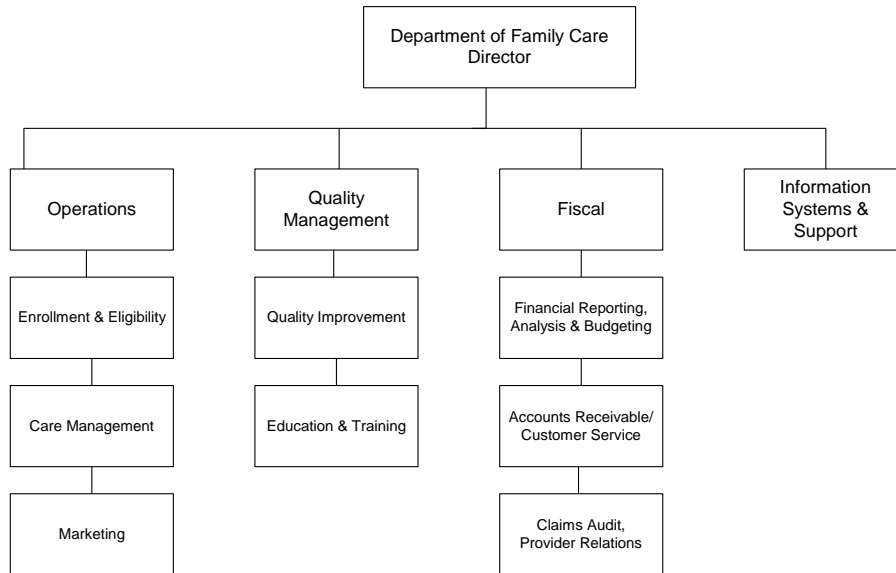 Department of Family Care
Director
Operations
Quality
Management
Fiscal
Information
Systems &
Support
Enrollment & Eligibility
Quality Improvement
Financial Reporting,
Analysis & Budgeting
Care Management
Education & Training
Accounts Receivable/
Customer Service
Marketing
Claims Audit,
Provider Relations